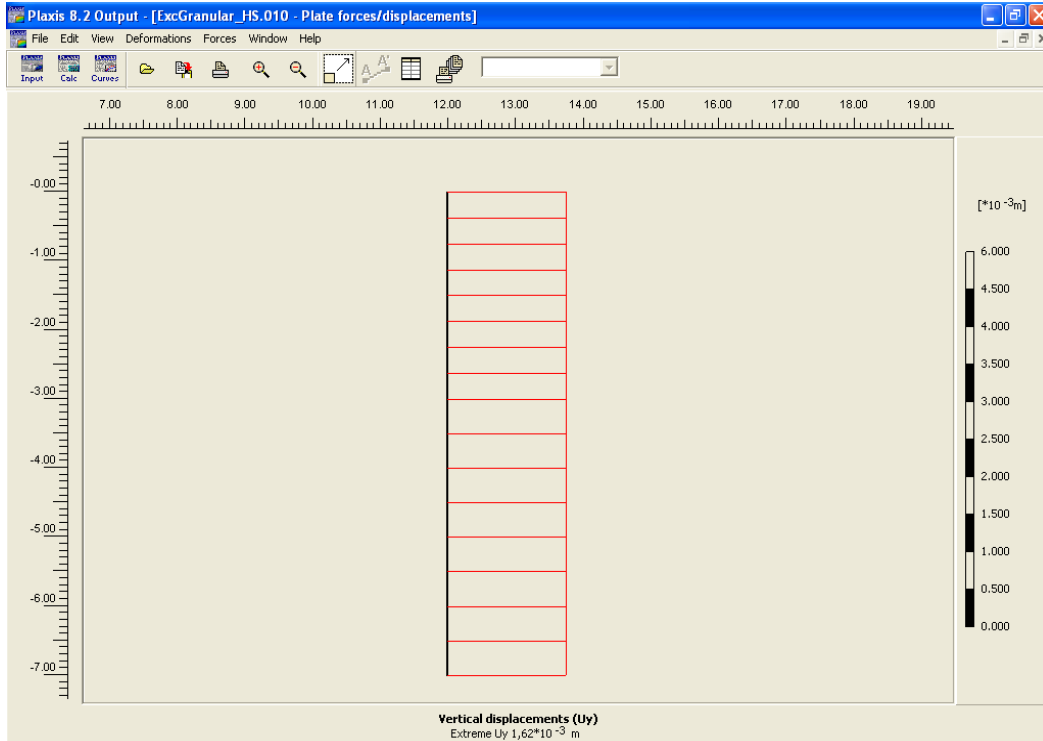 Plaxis 8.2 Output - [ExcGranular_HS.010 - Plate forces/displacements]
File Edit View Deformations Forces Window Help
Input Calc Curves
7.00 8.00 9.00 10.00 11.00 12.00 13.00 14.00 15.00 16.00 17.00 18.00 19.00
-0.00
-1.00
-2.00
-3.00
-4.00
-5.00
-6.00
-7.00
[*10 -3m]
6.000
4.500
4.000
3.500
3.000
2.500
2.000
1.500
1.000
0.500
0.000
Vertical displacements (Uy)
Extreme Uy 1,62*10 -3 m